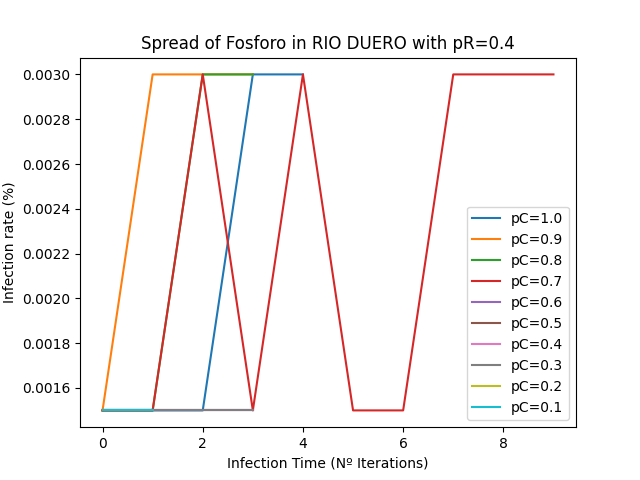 Spread of Fosforo in RIO DUERO with pR=0.4
Infection rate (%)
0.0030
0.0028
0.0026
0.0024
0.0022
0.0020
0.0018
0.0016
pC=1.0
pC=0.9
pC=0.8
pC=0.7
pC=0.6
pC=0.5
pC=0.4
pC=0.3
pC=0.2
pC=0.1
0 2 4 6 8
Infection Time (Nº Iterations)